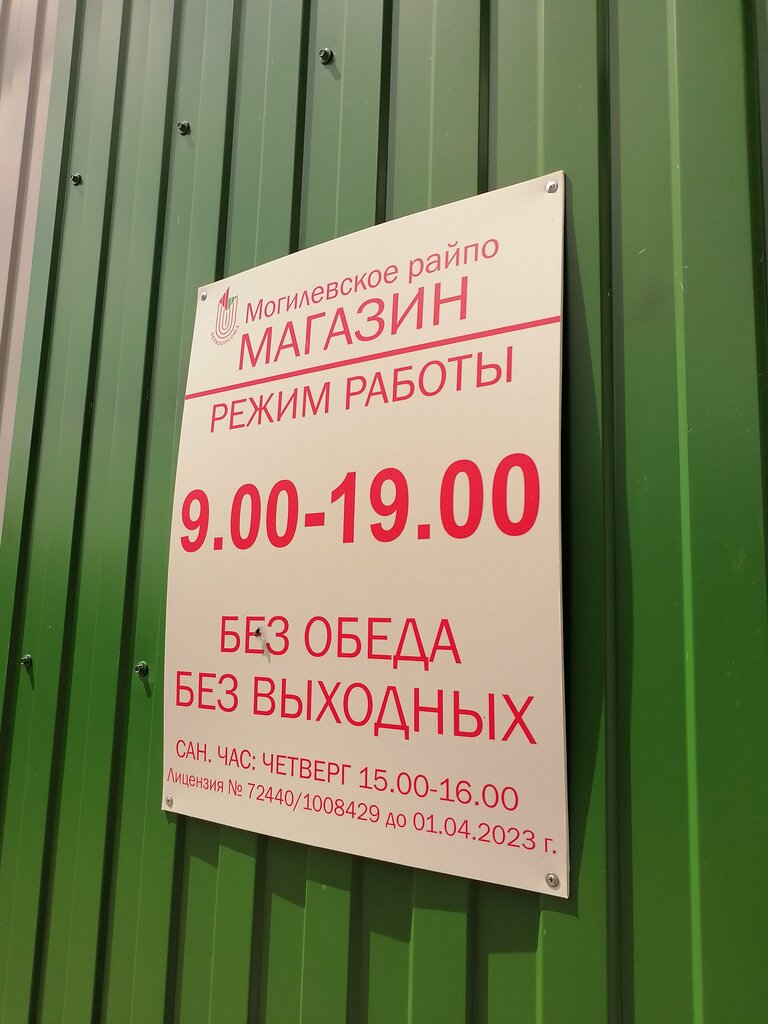 Могилевское райпо
МАГАЗИН
РЕЖИМ РАБОТЫ
9.00-19.00
БЕЗ ОБЕДА
БЕЗ ВЫХОДНЫХ
САН. ЧАС: ЧЕТВЕРГ 15.00-16.00
Лицензия № 72440/1008429 до 01.04.2023 г.